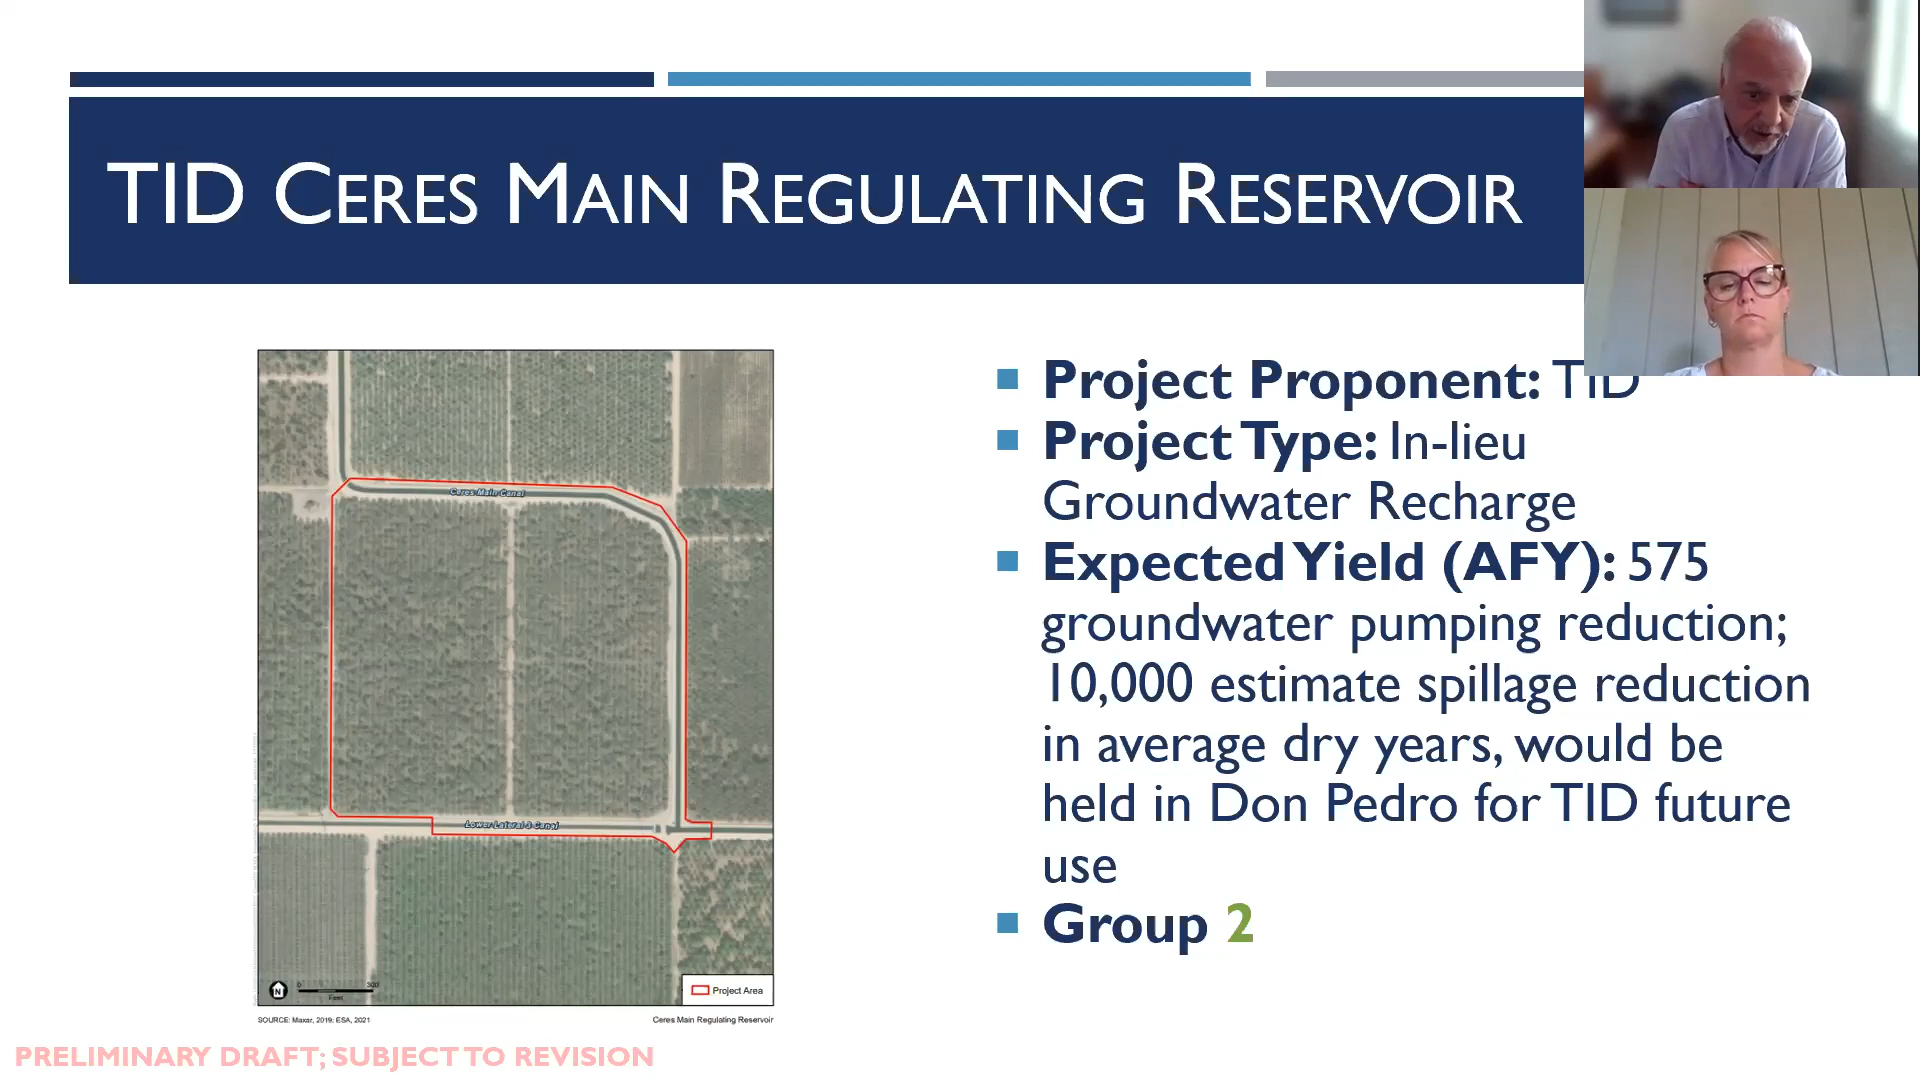 TID CERES MAIN REGULATING RESERVOIR
Project Proponent: TID
Project Type: In-lieu
Groundwater Recharge
Expected Yield (AFY): 575
groundwater pumping reduction;
10,000 estimate spillage reduction
in average dry years, would be
held in Don Pedro for TID future
use
Group 2
Ceres Main Canal
Lower Lateral 3 Canal
N
0 300
Feet
Project Area
SOURCE: Maxar, 2019; ESA, 2021
Ceres Main Regulating Reservoir
PRELIMINARY DRAFT; SUBJECT TO REVISION